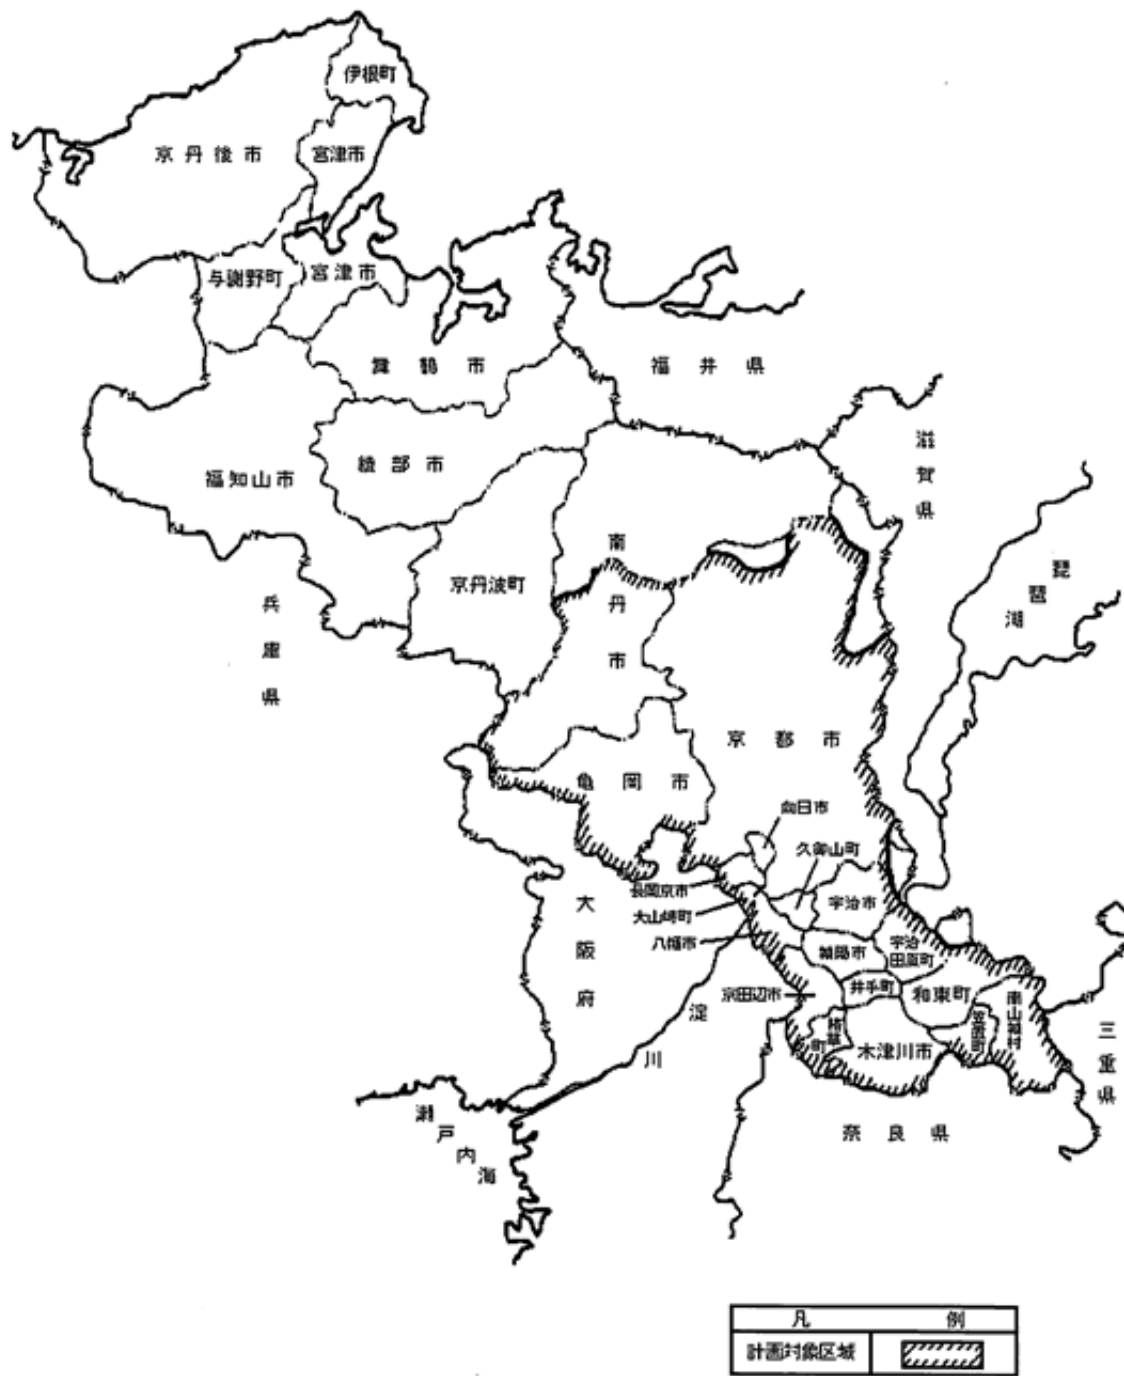 伊根町
京丹後市
宮津市
与謝野町
宮津市
舞鶴市
福井県
滋賀県
綾部市
福知山市
南丹市
琵琶湖
京丹波町
兵庫県
京都市
亀岡市
向日市
久御山町
長岡京市
宇治市
大山崎町
大阪府
八幡市
城陽市
宇治
田原町
京田辺市
井手町
和束町
南山城村
笠置町
淀川
精華
町
木津川市
三重県
瀬戸内海
奈良県
凡例
計画対象区域